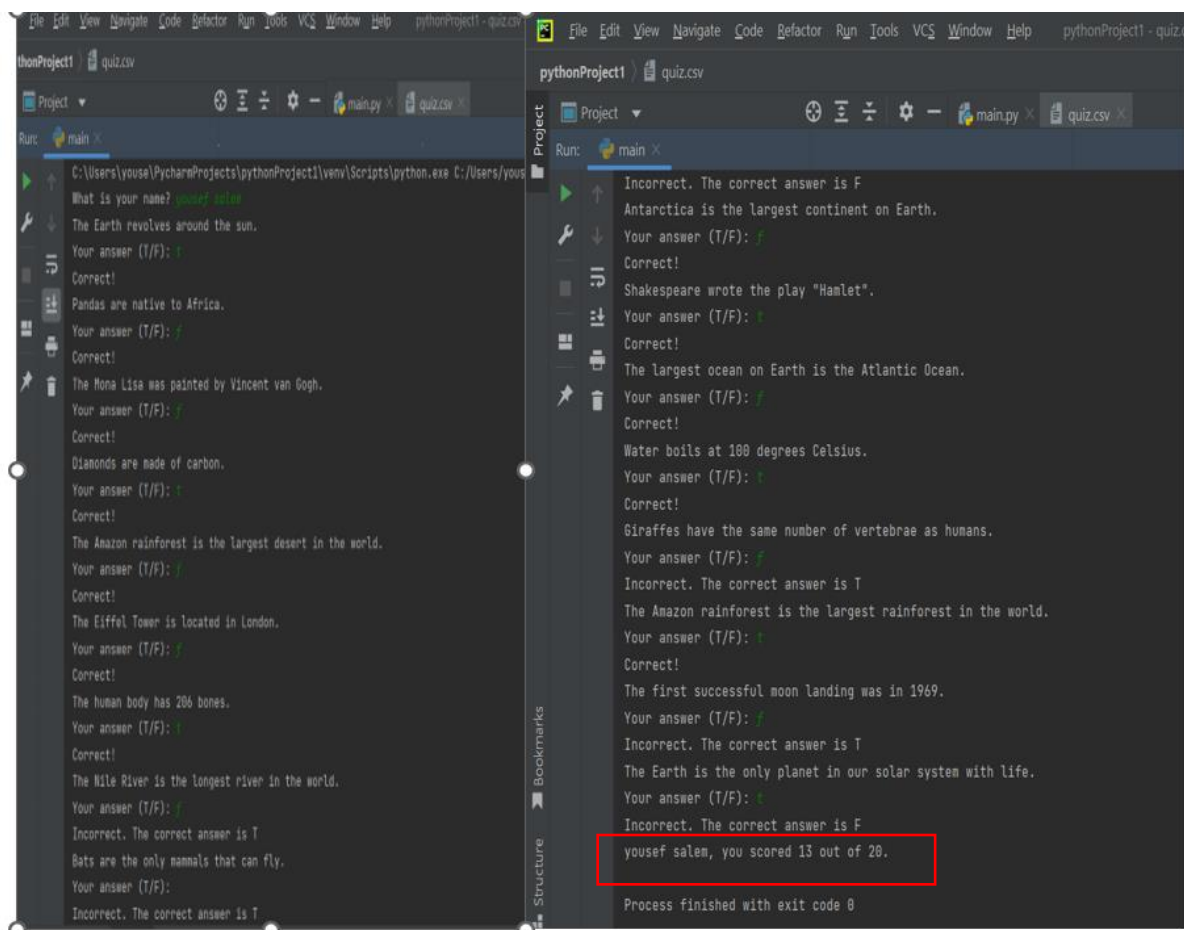 File Edit View Navigate Code Refactor Run Tools VCS Window Help pythonProject1 - quiz.csv
thonProject1 quiz.csv
Project main.py quiz.csv
Run: main
C:\Users\youse\PycharmProjects\pythonProject1\venv\Scripts\python.exe C:/Users/yous
What is your name? yousef salem
The Earth revolves around the sun.
Your answer (T/F): t
Correct!
Pandas are native to Africa.
Your answer (T/F): f
Correct!
The Mona Lisa was painted by Vincent van Gogh.
Your answer (T/F): f
Correct!
Diamonds are made of carbon.
Your answer (T/F): t
Correct!
The Amazon rainforest is the largest desert in the world.
Your answer (T/F): f
Correct!
The Eiffel Tower is located in London.
Your answer (T/F): f
Correct!
The human body has 206 bones.
Your answer (T/F): t
Correct!
The Nile River is the longest river in the world.
Your answer (T/F): f
Incorrect. The correct answer is T
Bats are the only mammals that can fly.
Your answer (T/F):
Incorrect. The correct answer is T
PC File Edit View Navigate Code Refactor Run Tools VCS Window Help pythonProject1 - quiz.c
pythonProject1 quiz.csv
Project main.py quiz.csv
Project
Run: main
Incorrect. The correct answer is F
Antarctica is the largest continent on Earth.
Your answer (T/F): f
Correct!
Shakespeare wrote the play "Hamlet".
Your answer (T/F): t
Correct!
The largest ocean on Earth is the Atlantic Ocean.
Your answer (T/F): f
Correct!
Water boils at 100 degrees Celsius.
Your answer (T/F): t
Correct!
Giraffes have the same number of vertebrae as humans.
Your answer (T/F): f
Incorrect. The correct answer is T
The Amazon rainforest is the largest rainforest in the world.
Your answer (T/F): t
Correct!
The first successful moon landing was in 1969.
Your answer (T/F): f
Incorrect. The correct answer is T
The Earth is the only planet in our solar system with life.
Your answer (T/F): t
Incorrect. The correct answer is F
yousef salem, you scored 13 out of 20.
Process finished with exit code 0
Bookmarks
Structure